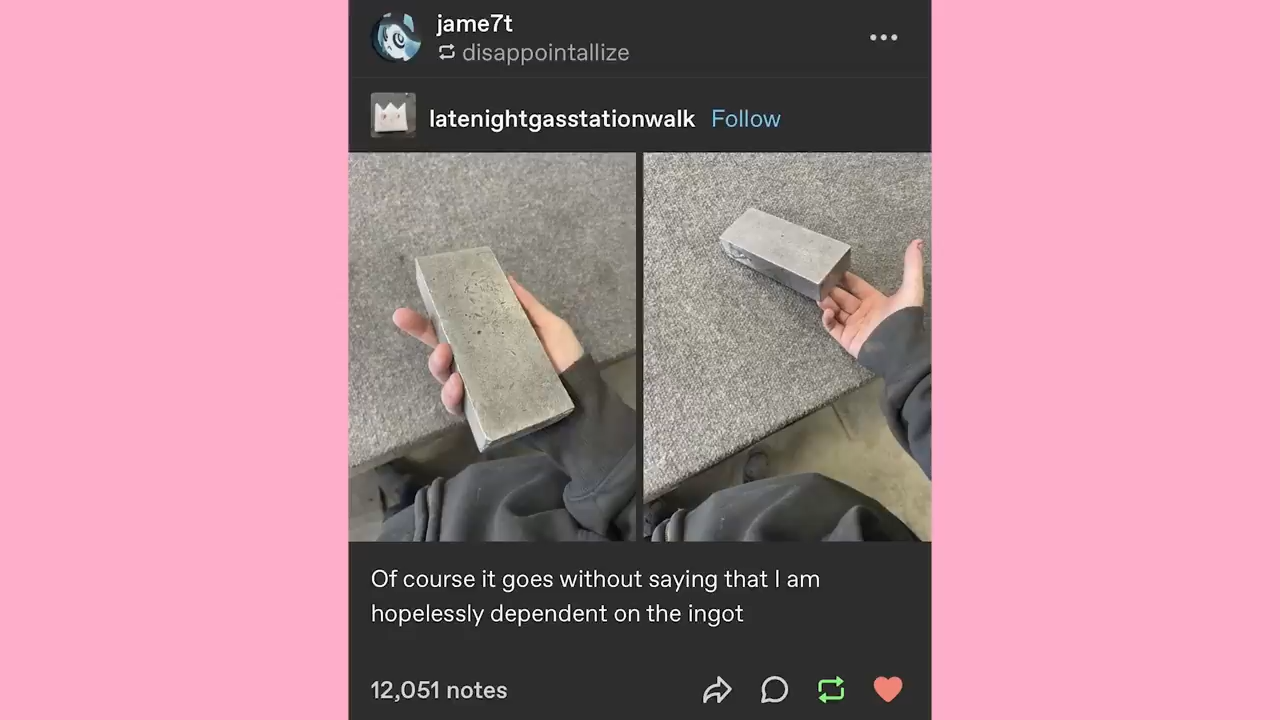 jame7t
disappointallize
latenightgasstationwalk Follow
Of course it goes without saying that I am
hopelessly dependent on the ingot
12,051 notes